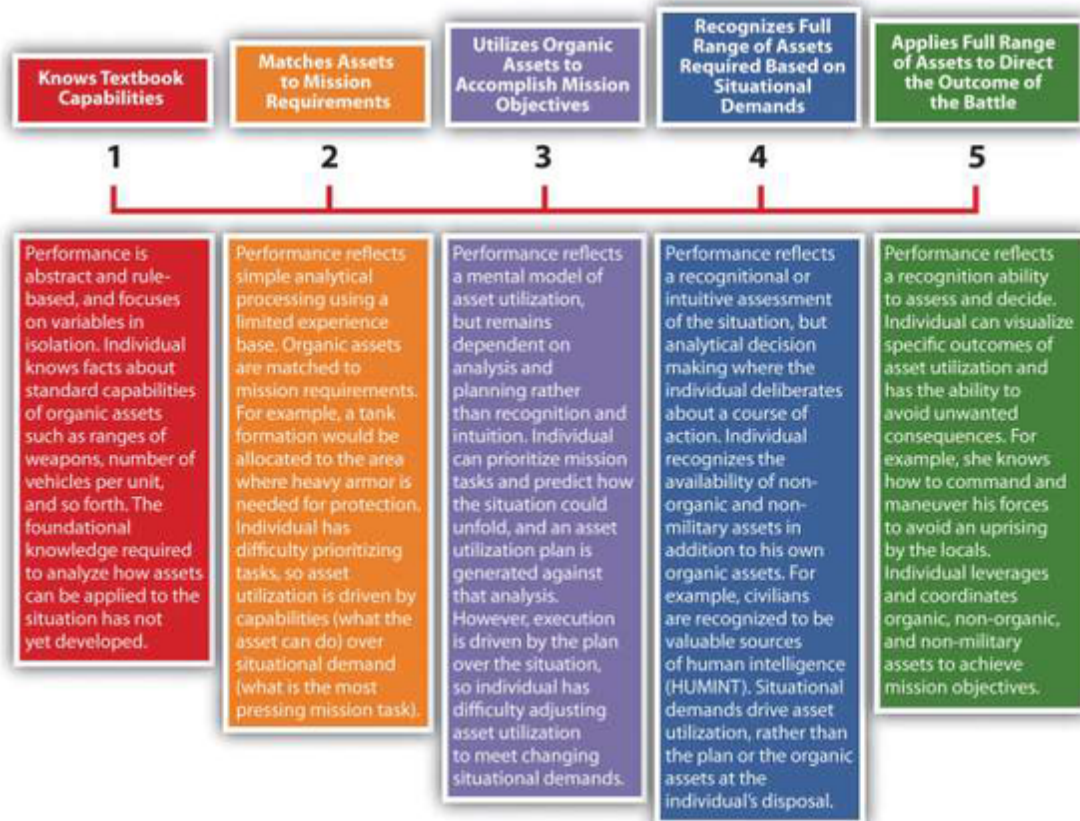 Knows Textbook
Capabilities
Matches Assets
to Mission
Requirements
Utilizes Organic
Assets to
Accomplish Mission
Objectives
Recognizes Full
Range of Assets
Required Based on
Situational
Demands
Applies Full Range
of Assets to Direct
the Outcome of
the Battle
1
2
3
4
5
Performance is
abstract and rule-
based, and focuses
on variables in
isolation. Individual
knows facts about
standard capabilities
of organic assets
such as ranges of
weapons, number of
vehicles per unit,
and so forth. The
foundational
knowledge required
to analyze how assets
can be applied to the
situation has not
yet developed.
Performance reflects
simple analytical
processing using a
limited experience
base. Organic assets
are matched to
mission requirements.
For example, a tank
formation would be
allocated to the area
where heavy armor is
needed for protection.
Individual has
difficulty prioritizing
tasks, so asset
utilization is driven by
capabilities (what the
asset can do) over
situational demand
(what is the most
pressing mission task).
Performance reflects
a mental model of
asset utilization,
but remains
dependent on
analysis and
planning rather
than recognition and
intuition. Individual
can prioritize mission
tasks and predict how
the situation could
unfold, and an asset
utilization plan is
generated against
that analysis.
However, execution
is driven by the plan
over the situation,
so individual has
difficulty adjusting
asset utilization
to meet changing
situational demands.
Performance reflects
a recognitional or
intuitive assessment
of the situation, but
analytical decision
making where the
individual deliberates
about a course of
action. Individual
recognizes the
availability of non-
organic and non-
military assets in
addition to his own
organic assets. For
example, civilians
are recognized to be
valuable sources
of human intelligence
(HUMINT). Situational
demands drive asset
utilization, rather than
the plan or the organic
assets at the
individual's disposal.
Performance reflects
a recognition ability
to assess and decide.
Individual can visualize
specific outcomes of
asset utilization and
has the ability to
avoid unwanted
consequences. For
example, she knows
how to command and
maneuver his forces
to avoid an uprising
by the locals.
Individual leverages
and coordinates
organic, non-organic,
and non-military
assets to achieve
mission objectives.